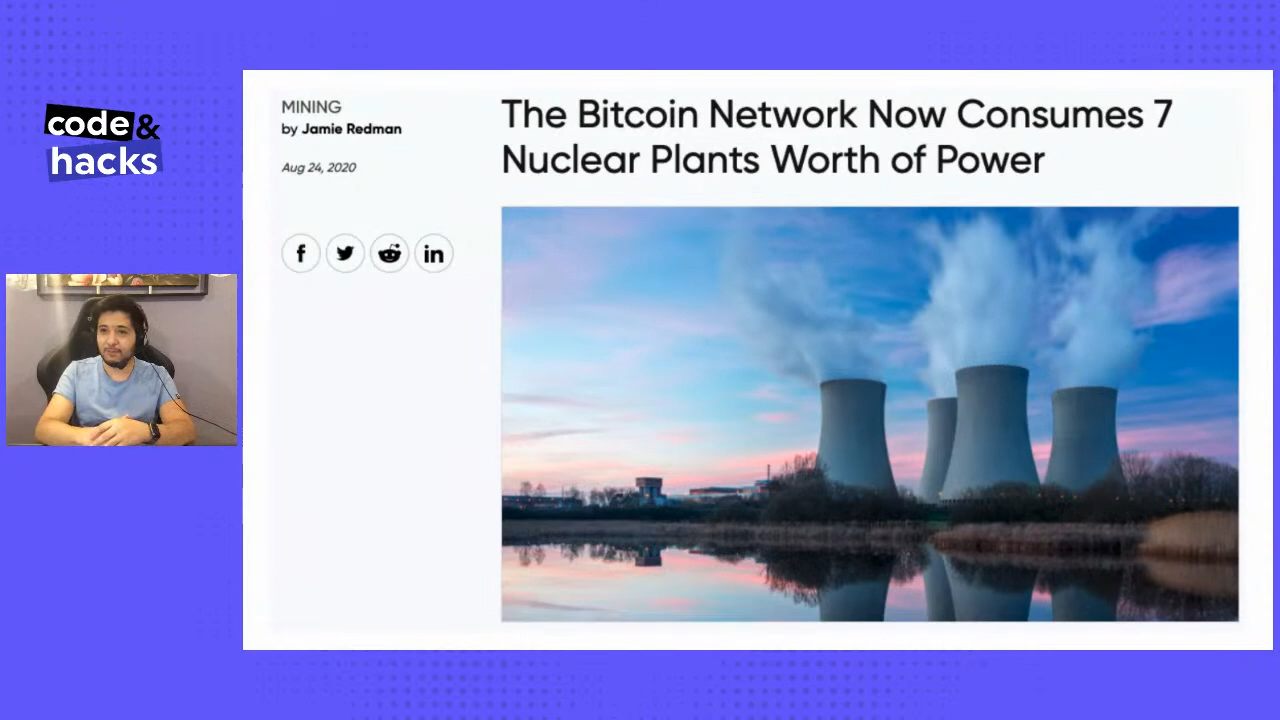 code &
hacks
MINING
by Jamie Redman
Aug 24, 2020
The Bitcoin Network Now Consumes 7
Nuclear Plants Worth of Power